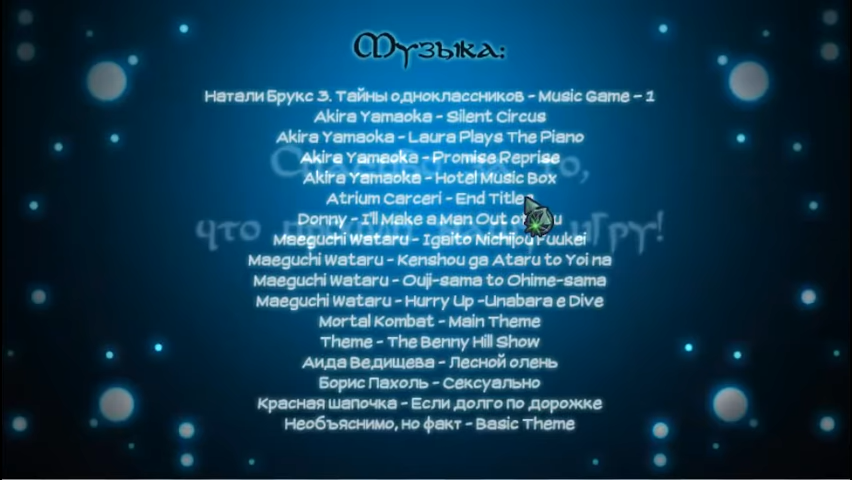 Музыка:
Натали Брукс 3. Тайны одноклассников - Music Game - 1
Akira Yamaoka - Silent Circus
Akira Yamaoka - Laura Plays The Piano
Akira Yamaoka - Promise Reprise
Akira Yamaoka - Hotel Music Box
Atrium Carceri - End Title
Donny - I'll Make a Man Out of
Maeguchi Wataru - Igaito Nichijou Fuukei
Maeguchi Wataru - Kenshou ga Ataru to Yoi na
Maeguchi Wataru - Ouji-sama to Ohime-sama
Maeguchi Wataru - Hurry Up -Unabara e Dive
Mortal Kombat - Main Theme
Theme - The Benny Hill Show
Аида Ведищева - Лесной олень
Борис Пахоль - Сексуально
Красная шапочка - Если долго по дорожке
Необъяснимо, но факт - Basic Theme
что игру!